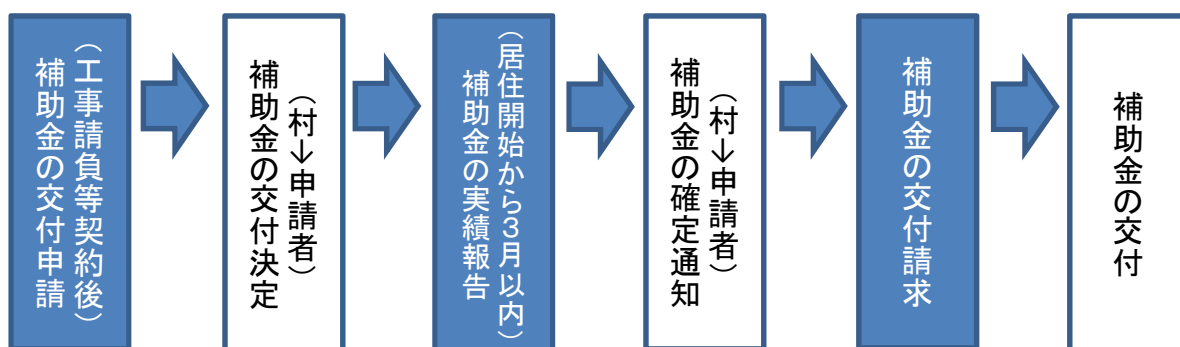 （工事請負等契約後）
補助金の交付申請
（村↓申請者）
補助金の交付決定
（居住開始から３月以内）
補助金の実績報告
（村↓申請者）
補助金の確定通知
補助金の交付請求
補助金の交付